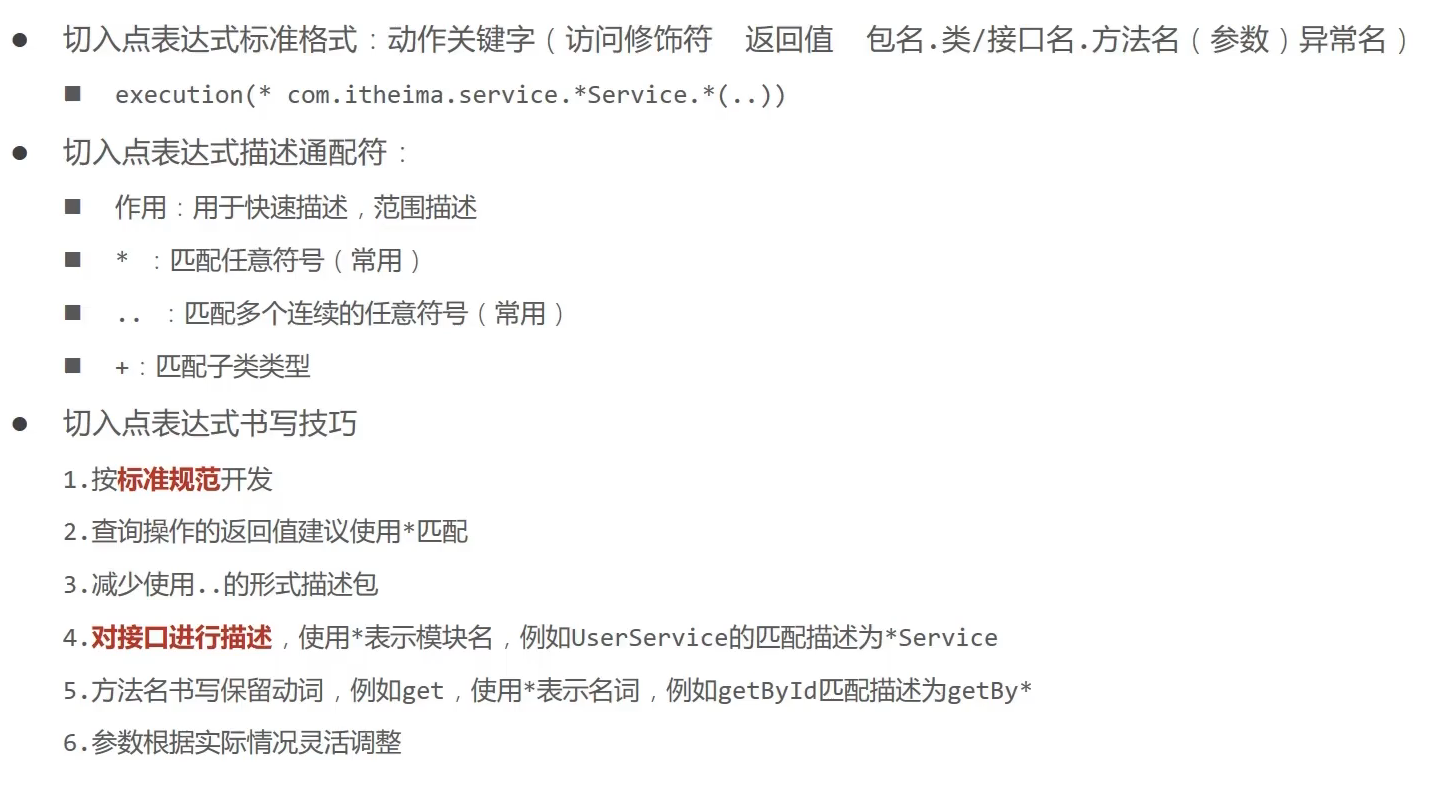 ● 切入点表达式标准格式：动作关键字（访问修饰符 返回值 包名.类/接口名.方法名（参数）异常名）
■ execution(* com.itheima.service.*Service.*(..))
● 切入点表达式描述通配符：
■ 作用：用于快速描述，范围描述
■ * ：匹配任意符号（常用）
■ .. ：匹配多个连续的任意符号（常用）
■ +：匹配子类类型
● 切入点表达式书写技巧
1.按标准规范开发
2.查询操作的返回值建议使用*匹配
3.减少使用..的形式描述包
4.对接口进行描述，使用*表示模块名，例如UserService的匹配描述为*Service
5.方法名书写保留动词，例如get，使用*表示名词，例如getById匹配描述为getBy*
6.参数根据实际情况灵活调整